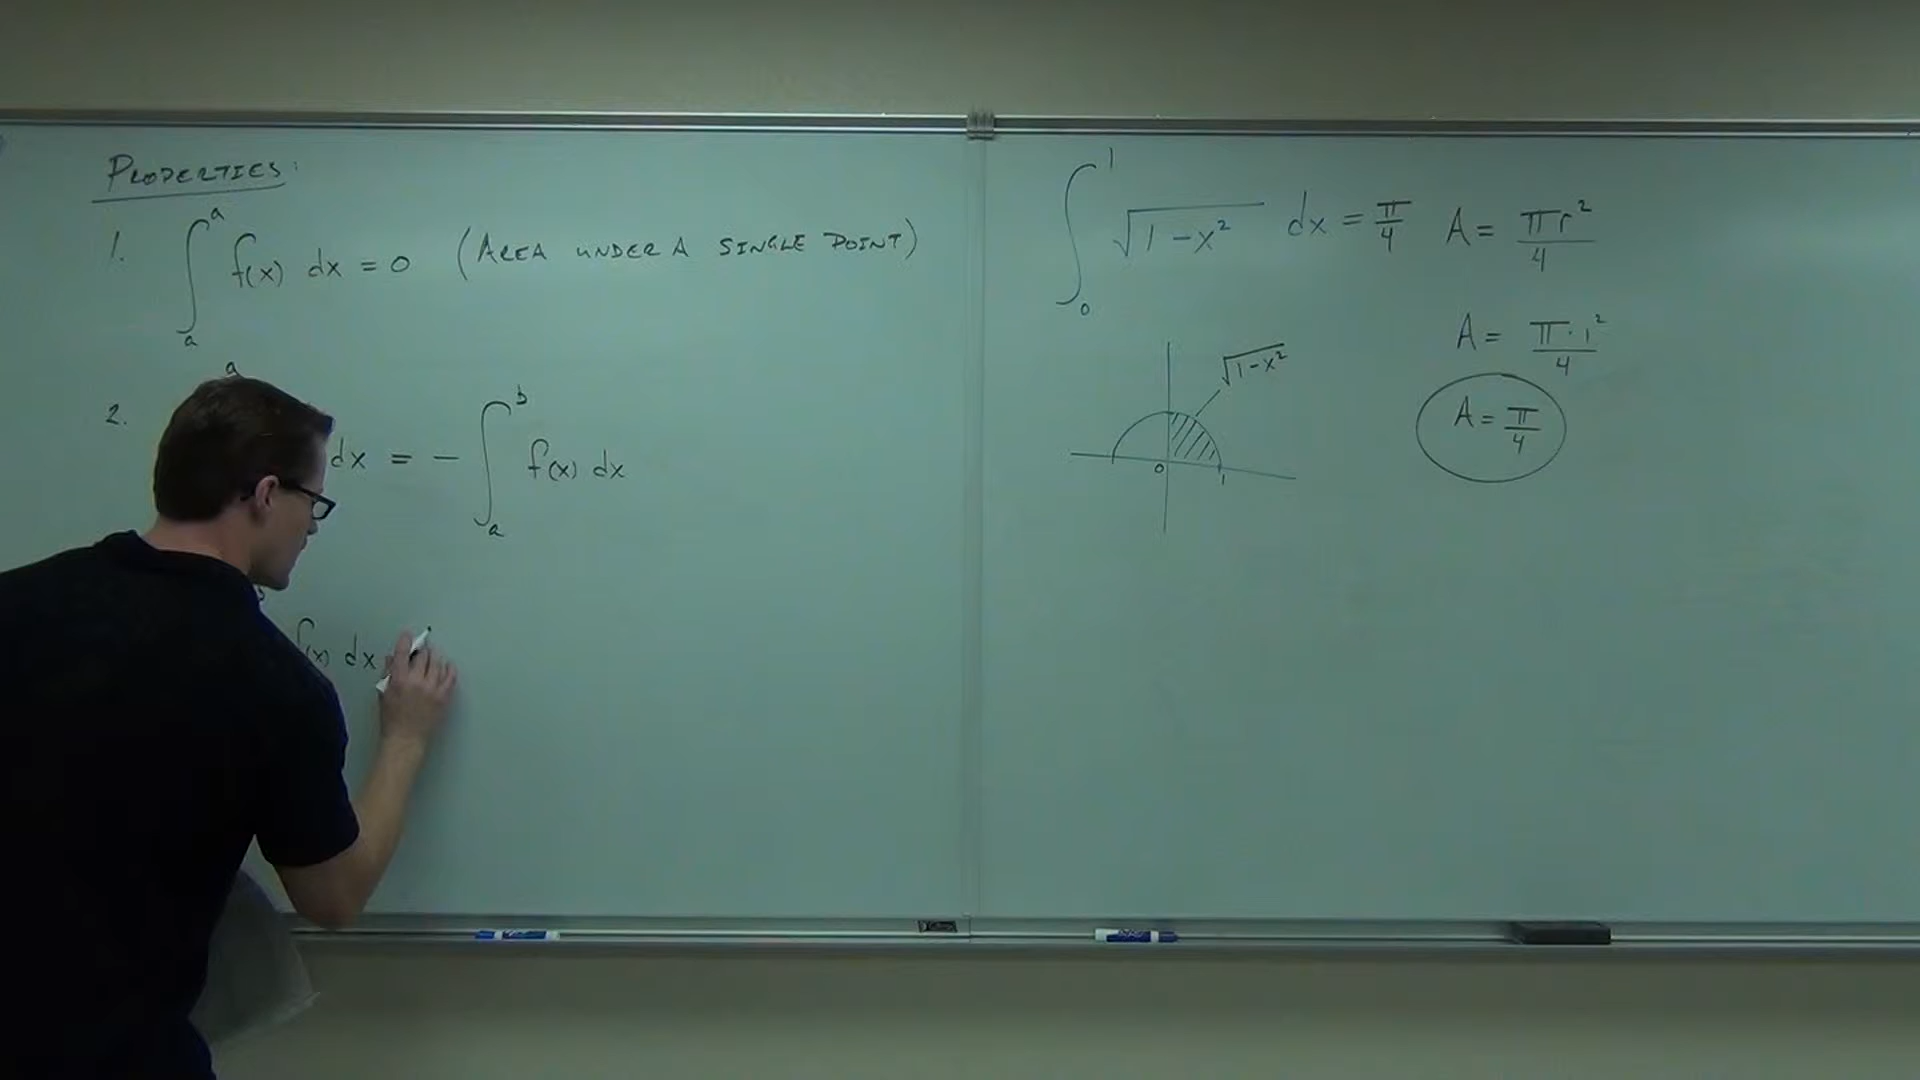 PROPERTIES:
1. ∫_a^a f(x) dx = 0 (AREA UNDER A SINGLE POINT)
2. a dx = - ∫_a^b f(x) dx
f(x) dx
∫_0^1 √(1-x²) dx = π/4 A = πr²/4
A = π·1²/4
√(1-x²)
A = π/4
0 1